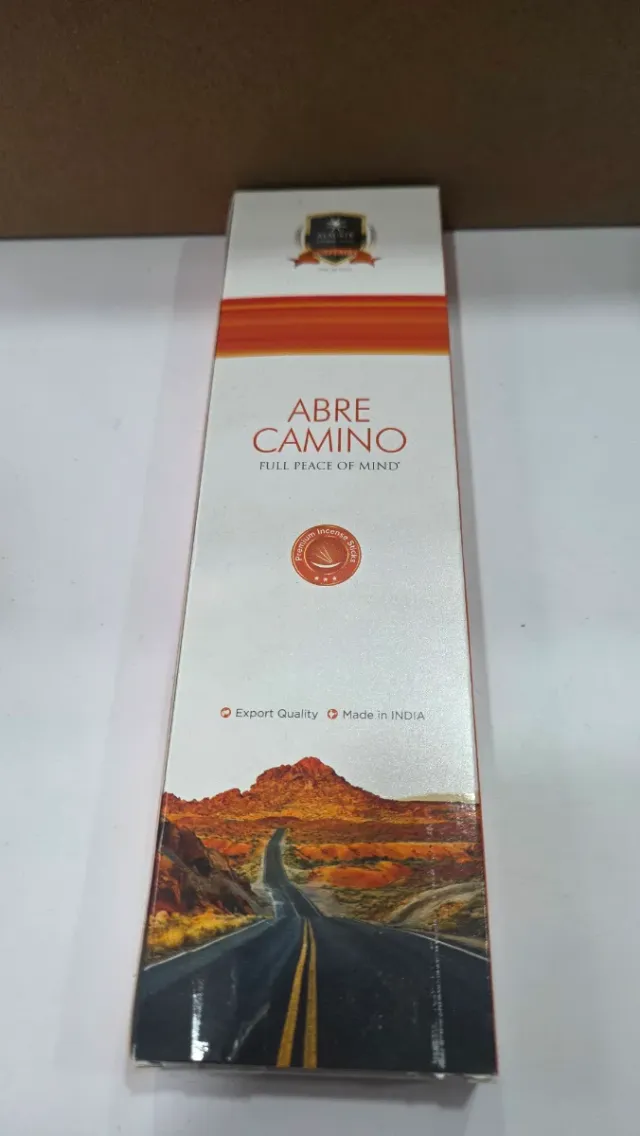 ABRE
CAMINO
FULL PEACE OF MIND
Premium Incense Sticks
Export Quality
Made in INDIA